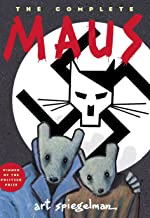 THE COMPLETE
MAUS
WINNER
OF THE
PULITZER
PRIZE
art spiegelman